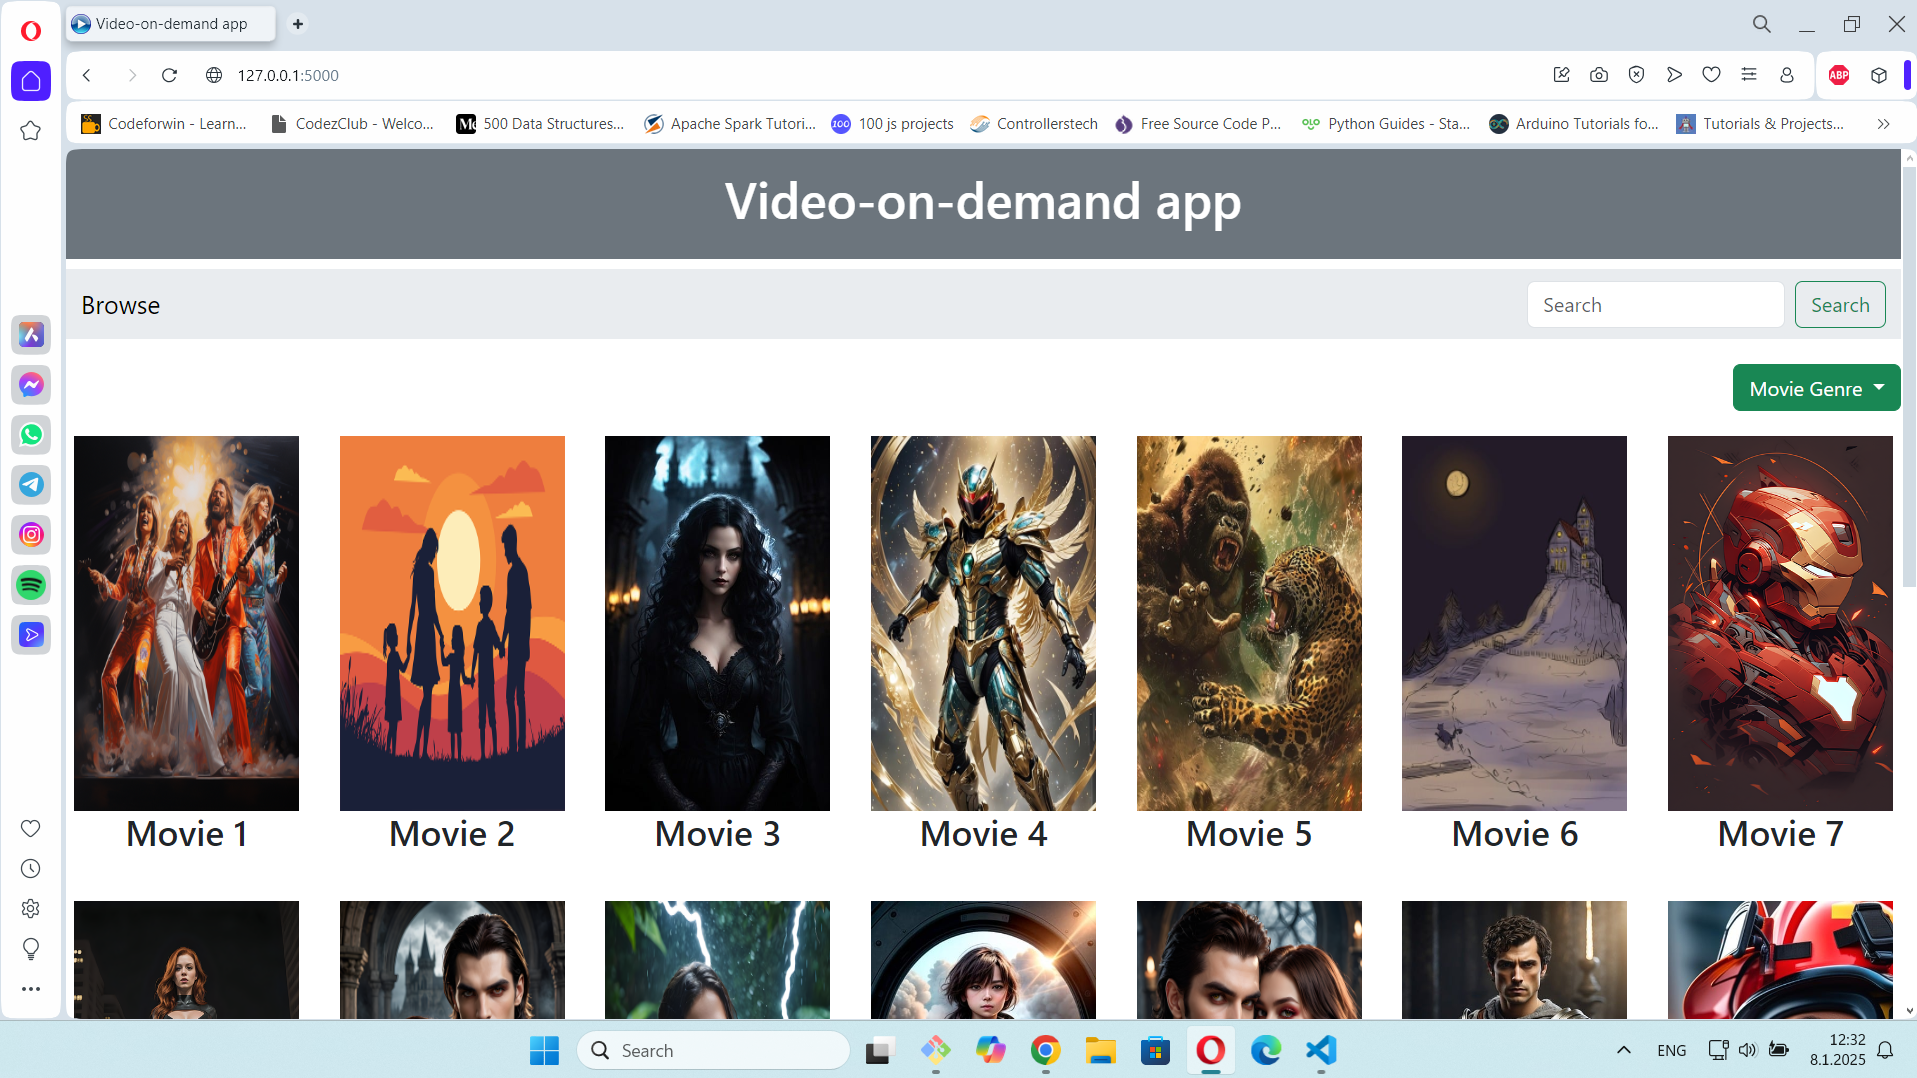 Video-on-demand app
127.0.0.1:5000
ABP
Codeforwin - Learn...
CodezClub - Welco...
500 Data Structures...
Apache Spark Tutori...
100 100 js projects
Controllerstech
Free Source Code P...
Python Guides - Sta...
Arduino Tutorials fo...
Tutorials & Projects...
Video-on-demand app
Browse
Search
Search
Movie Genre
Movie 1
Movie 2
Movie 3
Movie 4
Movie 5
Movie 6
Movie 7
Search
ENG
12:32
8.1.2025